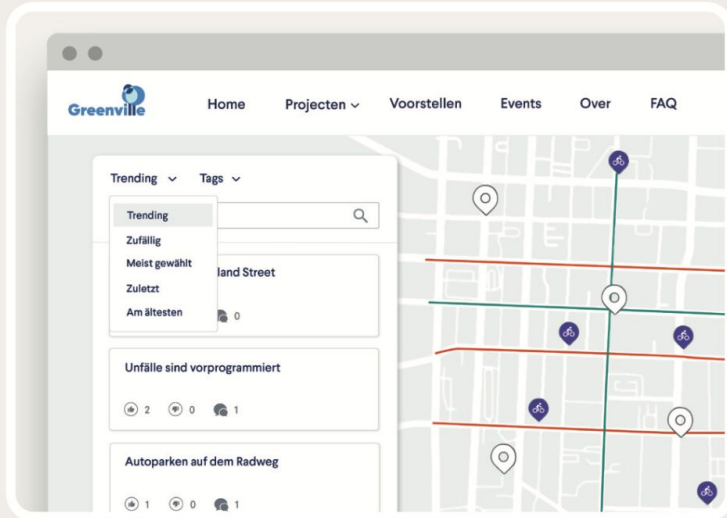 Greenville
Home Projecten Voorstellen Events Over FAQ
Trending Tags
Trending
Zufällig
Meist gewählt
Zuletzt
Am ältesten
land Street
0
Unfälle sind vorprogrammiert
2 0 1
Autoparken auf dem Radweg
1 0 1